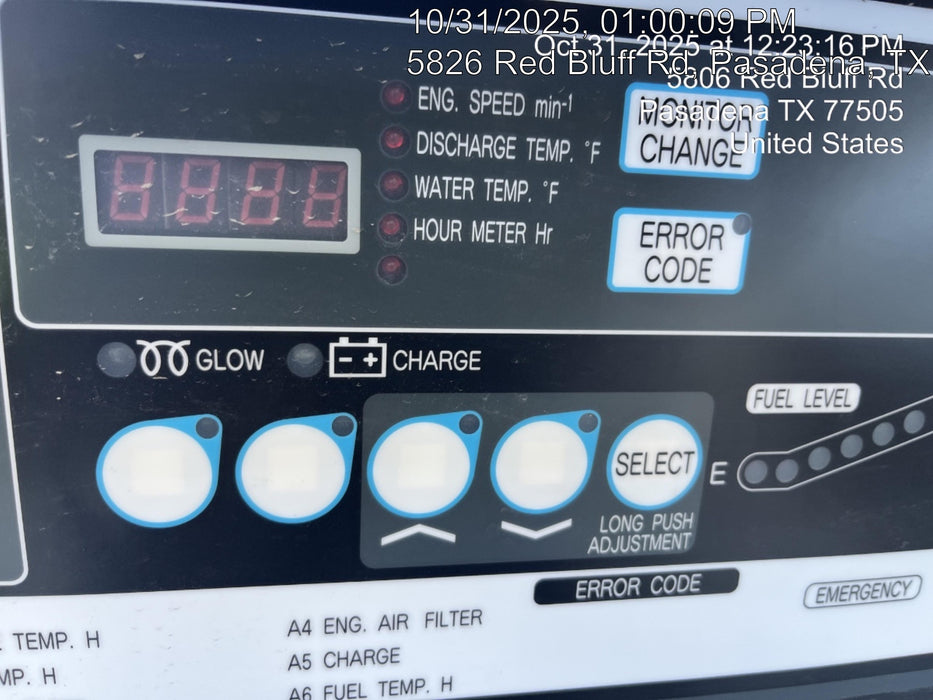 10/31/2025, 01:00:09 PM
Oct 31, 2025 at 12:23:16 PM
5826 Red Bluff Rd, Pasadena, TX
5806 Red Bluff Rd
Pasadena TX 77505
United States
ENG. SPEED min-1
DISCHARGE TEMP. °F
WATER TEMP. °F
HOUR METER Hr
MONITOR
CHANGE
ERROR
CODE
GLOW
- +
CHARGE
FUEL LEVEL
SELECT
E
LONG PUSH
ADJUSTMENT
ERROR CODE
EMERGENCY
TEMP. H
MP. H
A4 ENG. AIR FILTER
A5 CHARGE
A6 FUEL TEMP. H